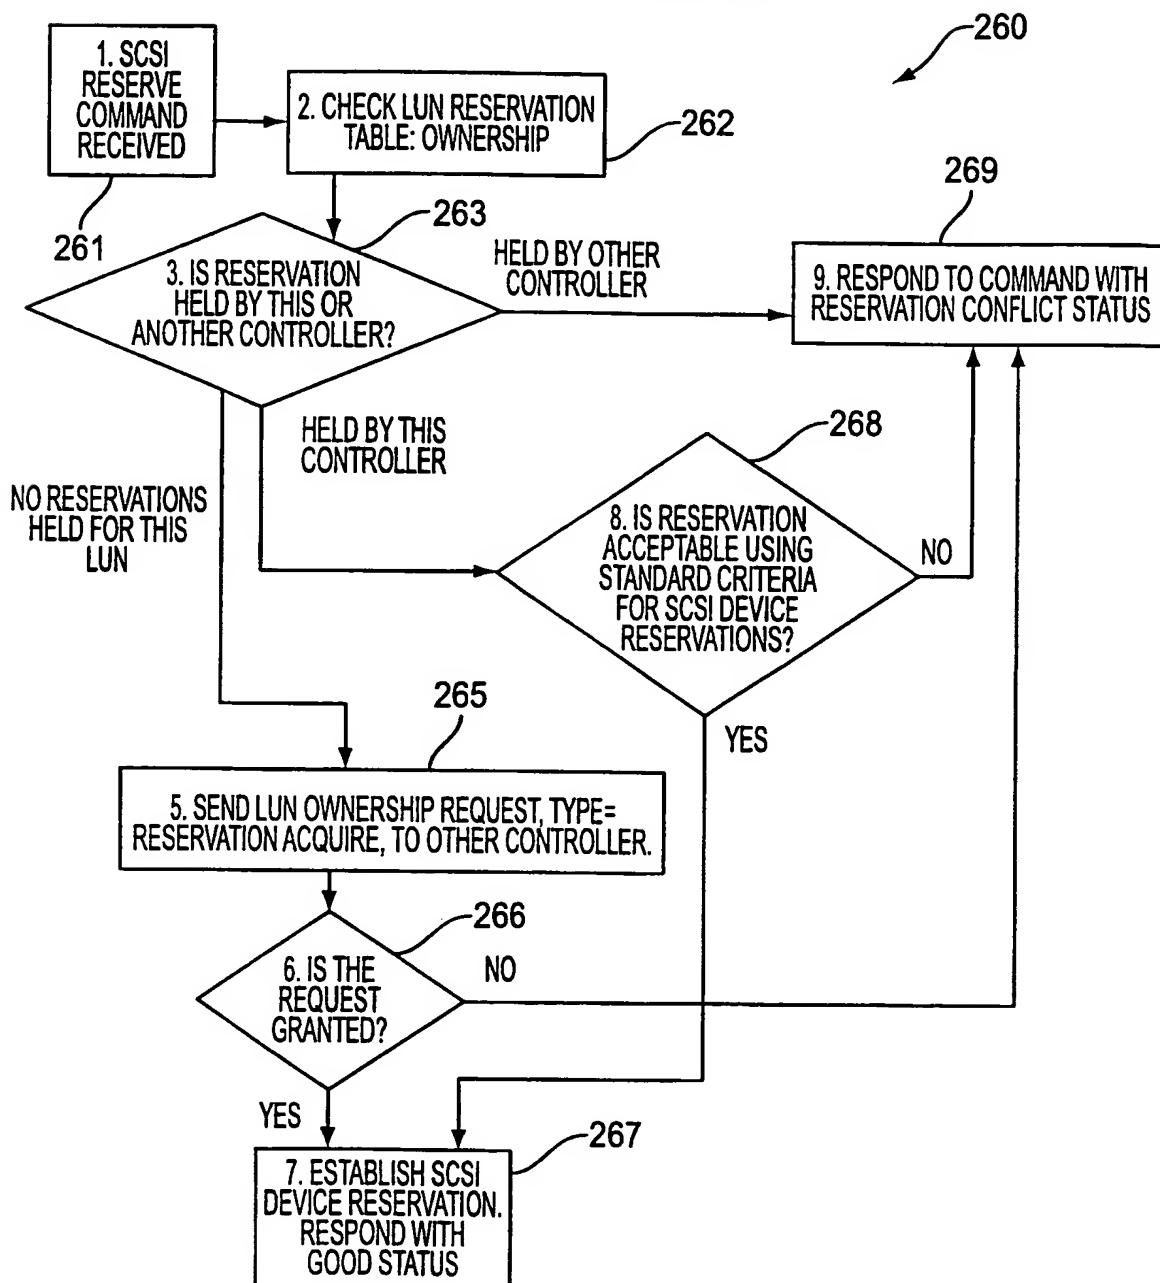 260
1. SCSI
RESERVE
COMMAND
RECEIVED
261
2. CHECK LUN RESERVATION
TABLE: OWNERSHIP
262
263
3. IS RESERVATION
HELD BY THIS OR
ANOTHER CONTROLLER?
HELD BY OTHER
CONTROLLER
269
9. RESPOND TO COMMAND WITH
RESERVATION CONFLICT STATUS
HELD BY THIS
CONTROLLER
NO RESERVATIONS
HELD FOR THIS
LUN
268
8. IS RESERVATION
ACCEPTABLE USING
STANDARD CRITERIA
FOR SCSI DEVICE
RESERVATIONS?
NO
YES
265
5. SEND LUN OWNERSHIP REQUEST, TYPE=
RESERVATION ACQUIRE, TO OTHER CONTROLLER.
266
6. IS THE
REQUEST
GRANTED?
NO
YES
267
7. ESTABLISH SCSI
DEVICE RESERVATION.
RESPOND WITH
GOOD STATUS